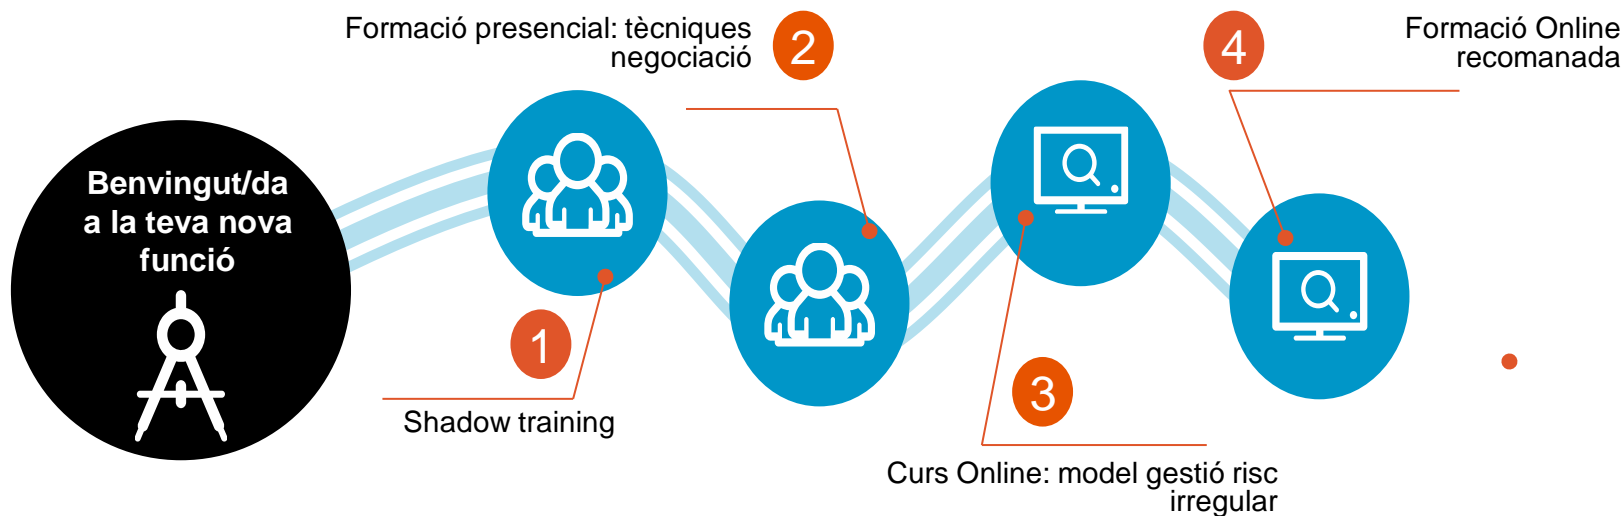 Benvingut/da
a la teva nova
funció
1
Shadow training
Formació presencial: tècniques
negociació
2
3
Curs Online: model gestió risc
irregular
4
Formació Online
recomanada